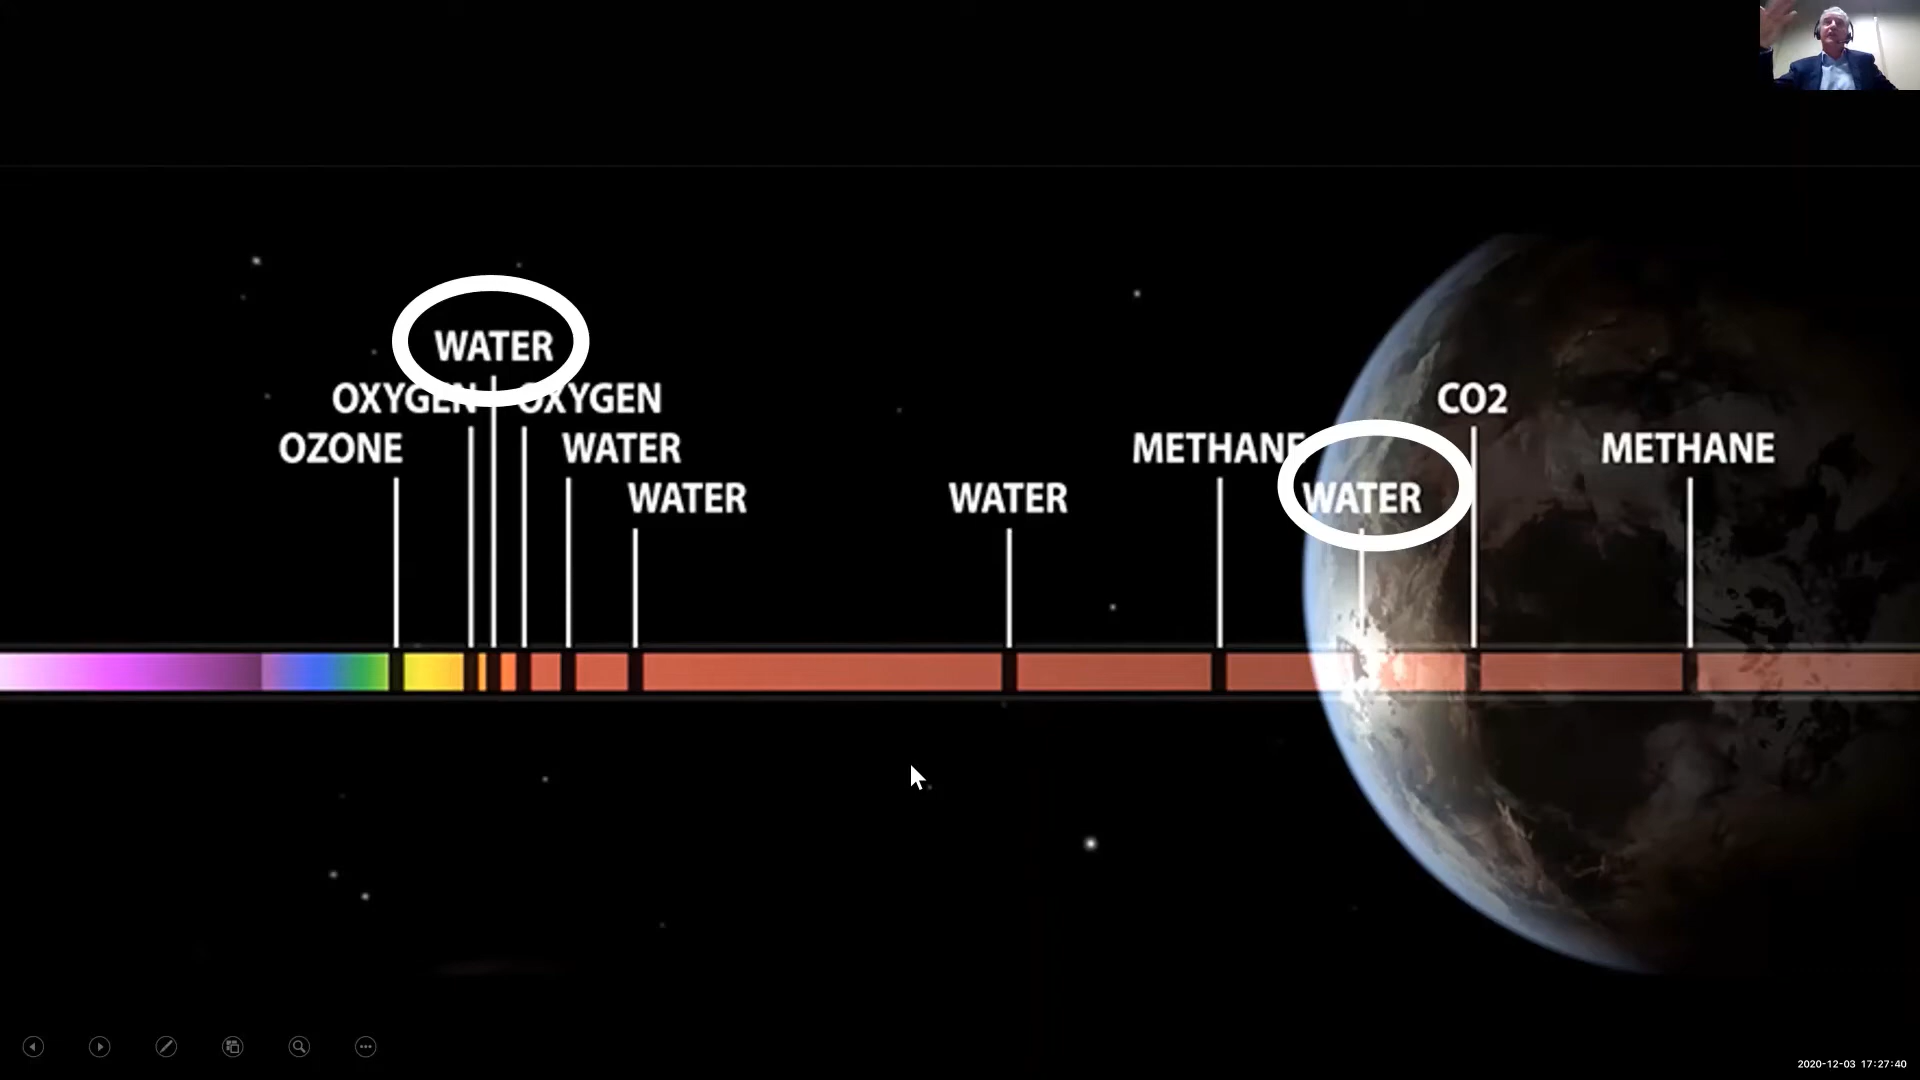 WATER
OXYGEN OXYGEN CO2
OZONE WATER METHANE METHANE
WATER WATER WATER
2020-12-03 17:27:40